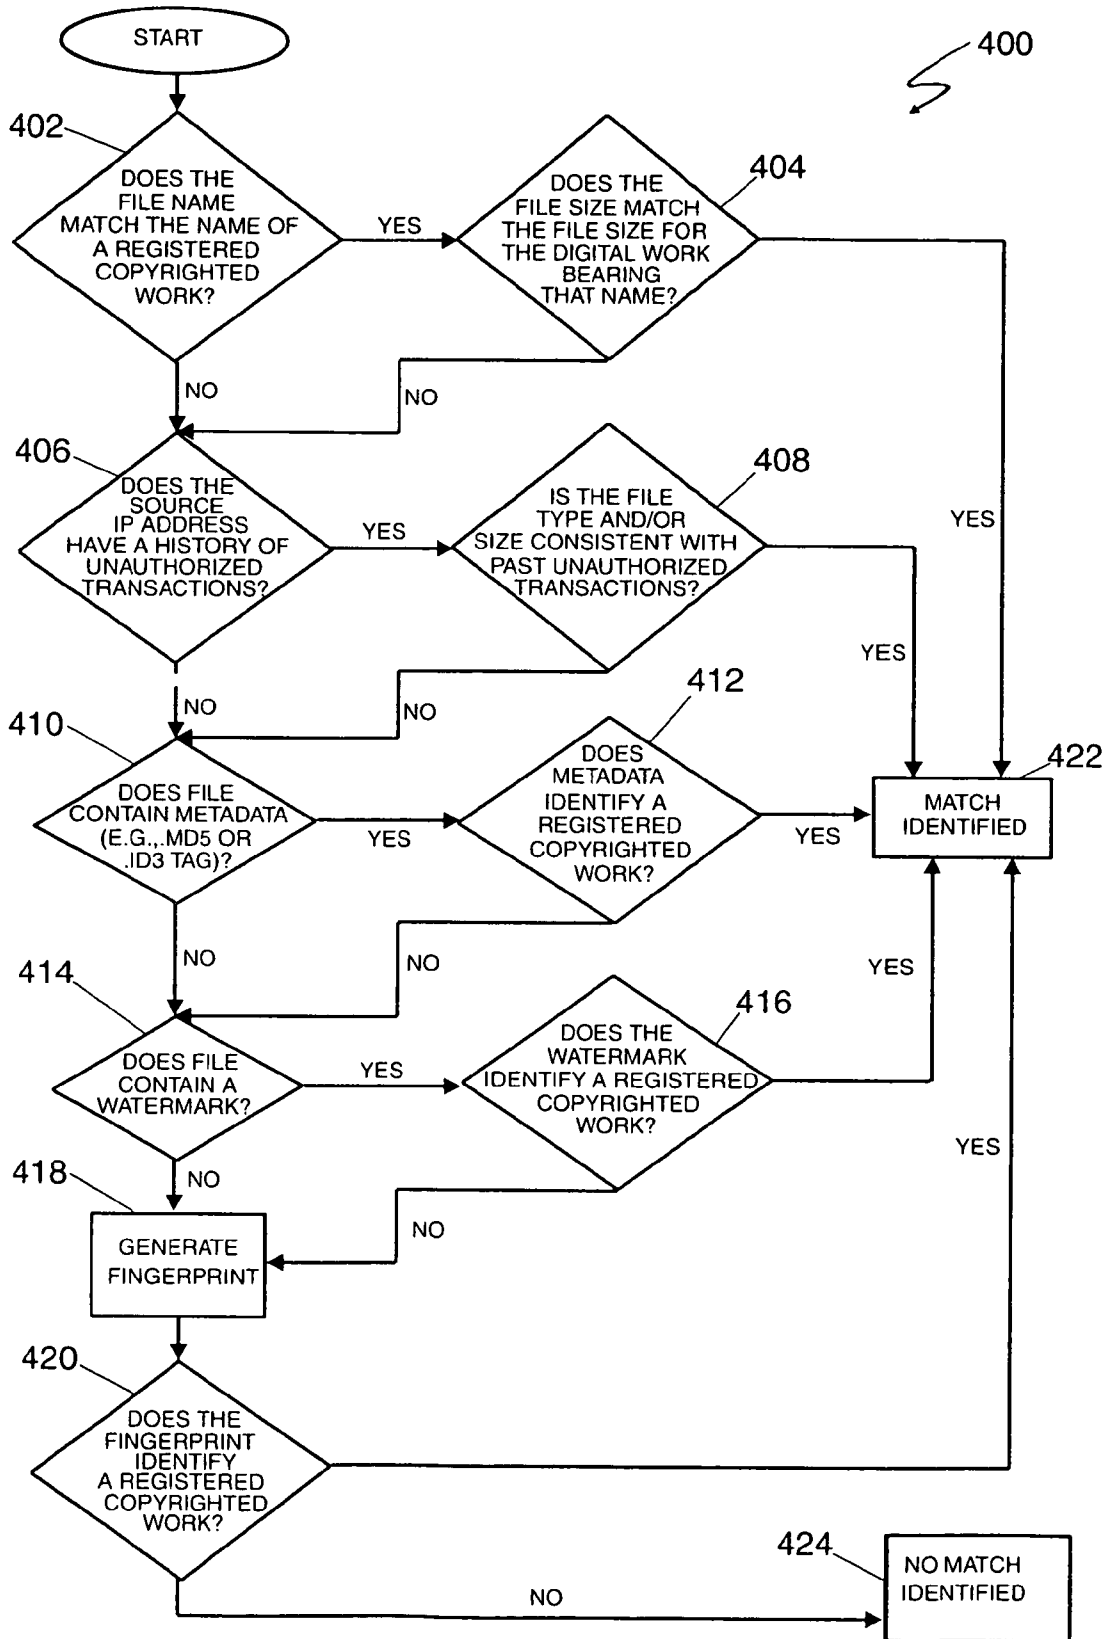 START
400
402
DOES THE
FILE NAME
MATCH THE NAME OF
A REGISTERED
COPYRIGHTED
WORK?
YES
404
DOES THE
FILE SIZE MATCH
THE FILE SIZE FOR
THE DIGITAL WORK
BEARING
THAT NAME?
NO
NO
YES
406
DOES THE
SOURCE
IP ADDRESS
HAVE A HISTORY OF
UNAUTHORIZED
TRANSACTIONS?
YES
408
IS THE FILE
TYPE AND/OR
SIZE CONSISTENT WITH
PAST UNAUTHORIZED
TRANSACTIONS?
YES
NO
NO
410
DOES FILE
CONTAIN METADATA
(E.G.,.MD5 OR
.ID3 TAG)?
YES
412
DOES
METADATA
IDENTIFY A
REGISTERED
COPYRIGHTED
WORK?
YES
422
MATCH
IDENTIFIED
NO
NO
414
DOES FILE
CONTAIN A
WATERMARK?
YES
416
DOES THE
WATERMARK
IDENTIFY A REGISTERED
COPYRIGHTED
WORK?
YES
NO
NO
418
GENERATE
FINGERPRINT
YES
420
DOES THE
FINGERPRINT
IDENTIFY
A REGISTERED
COPYRIGHTED
WORK?
NO
424
NO MATCH
IDENTIFIED